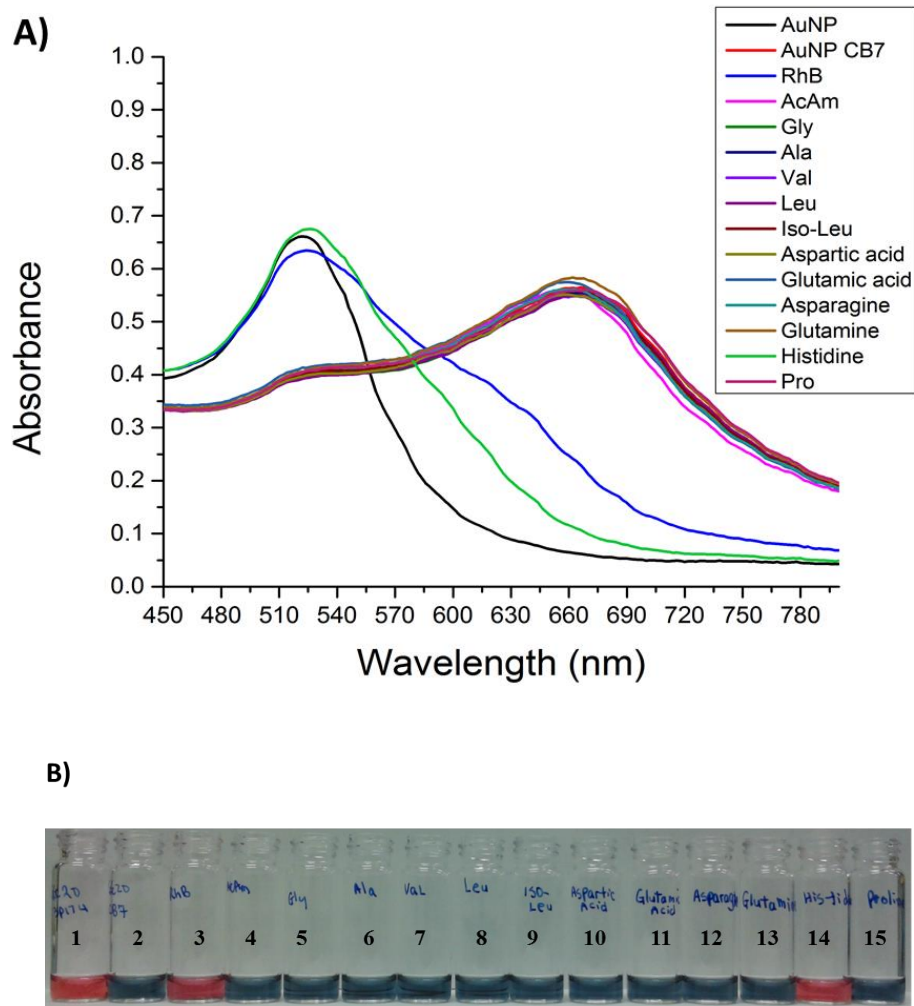 A)
AuNP
AuNP CB7
RhB
AcAm
Gly
Ala
Val
Leu
Iso-Leu
Aspartic acid
Glutamic acid
Asparagine
Glutamine
Histidine
Pro
1.0
0.9
0.8
0.7
0.6
0.5
0.4
0.3
0.2
0.1
0.0
Absorbance
450 480 510 540 570 600 630 660 690 720 750 780
Wavelength (nm)
B)
RhB
Gly
Ala
Val
Leu
ISO-
Leu
Aspartic
Acid
Glutamic
Acid
1 2 3 4 5 6 7 8 9 10 11 12 13 14 15